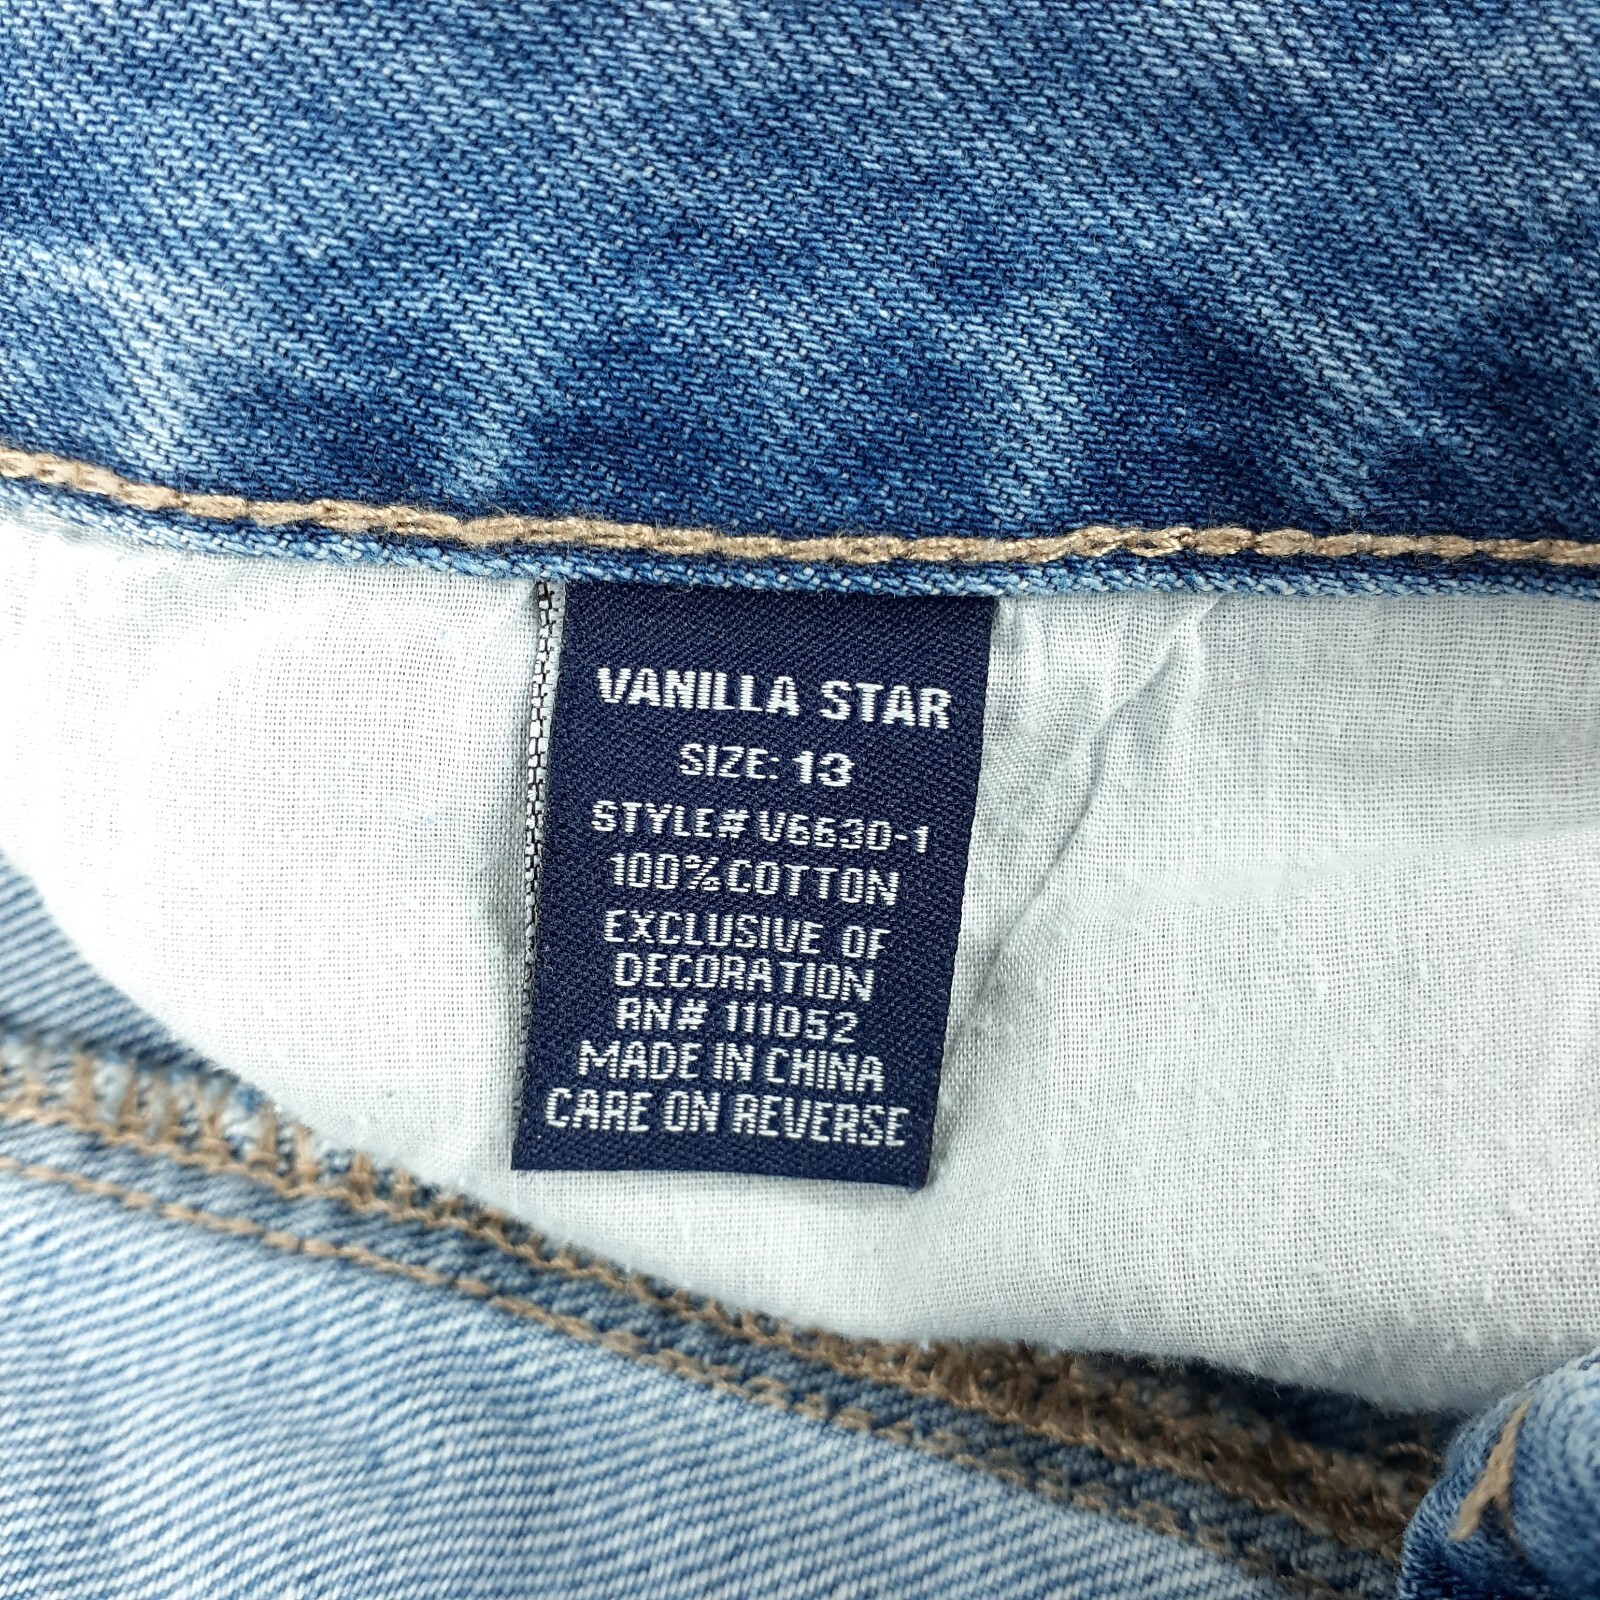 VANILLA STAR
SIZE: 13
STYLE# V6630-1
100% COTTON
EXCLUSIVE OF
DECORATION
RN# 111052
MADE IN CHINA
CARE ON REVERSE